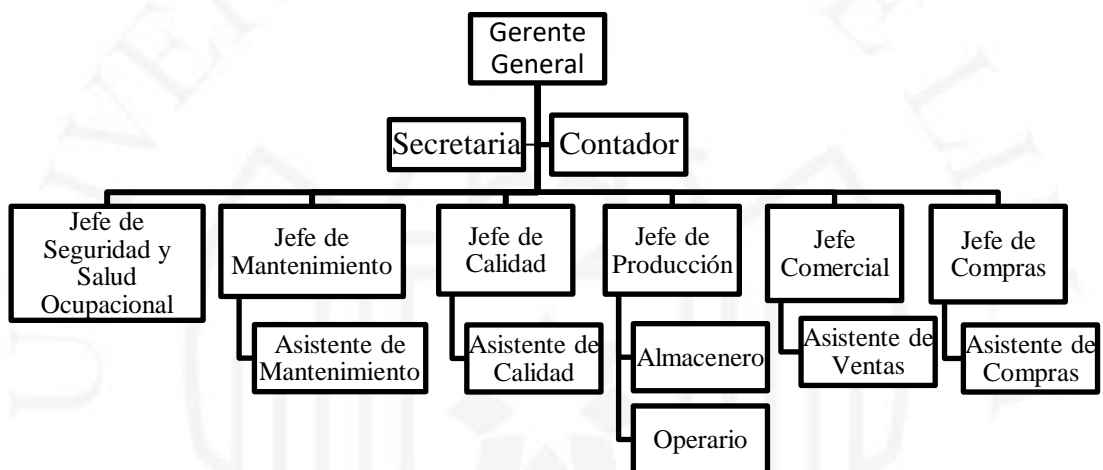 Gerente
General
Secretaria
Contador
Jefe de
Seguridad y
Salud
Ocupacional
Jefe de
Mantenimiento
Jefe de
Calidad
Jefe de
Producción
Jefe
Comercial
Jefe de
Compras
Asistente de
Mantenimiento
Asistente de
Calidad
Almacenero
Asistente de
Ventas
Asistente de
Compras
Operario